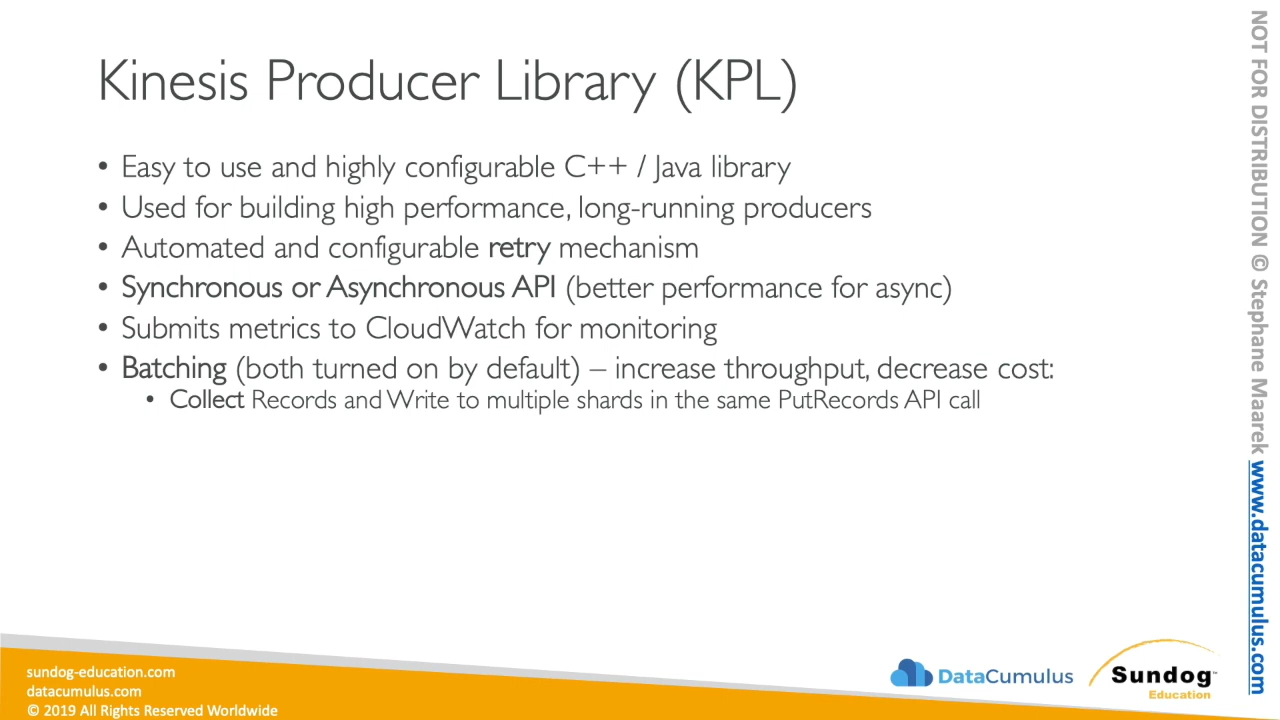 Kinesis Producer Library (KPL)
• Easy to use and highly configurable C++ / Java library
• Used for building high performance, long-running producers
• Automated and configurable retry mechanism
• Synchronous or Asynchronous API (better performance for async)
• Submits metrics to CloudWatch for monitoring
• Batching (both turned on by default) – increase throughput, decrease cost:
• Collect Records and Write to multiple shards in the same PutRecords API call
NOT FOR DISTRIBUTION © Stephane Maarek www.datacumulus.com
sundog-education.com
datacumulus.com
© 2019 All Rights Reserved Worldwide
DataCumulus
Sundog™
Education